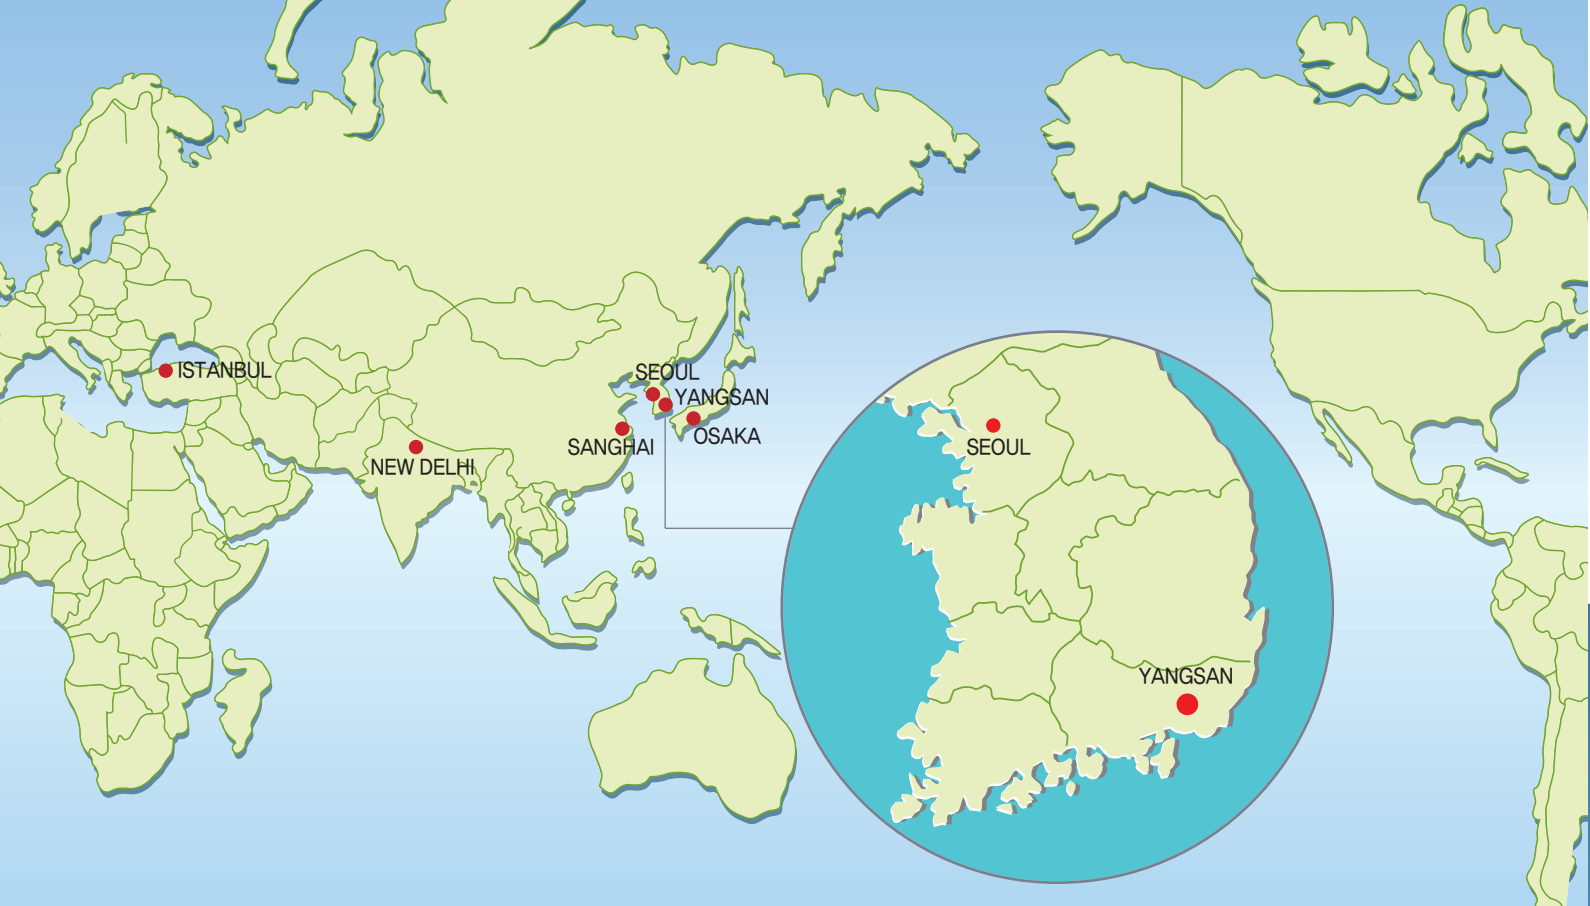 ISTANBUL
SEOUL
YANGSAN
OSAKA
SANGHAI
NEW DELHI
SEOUL
YANGSAN